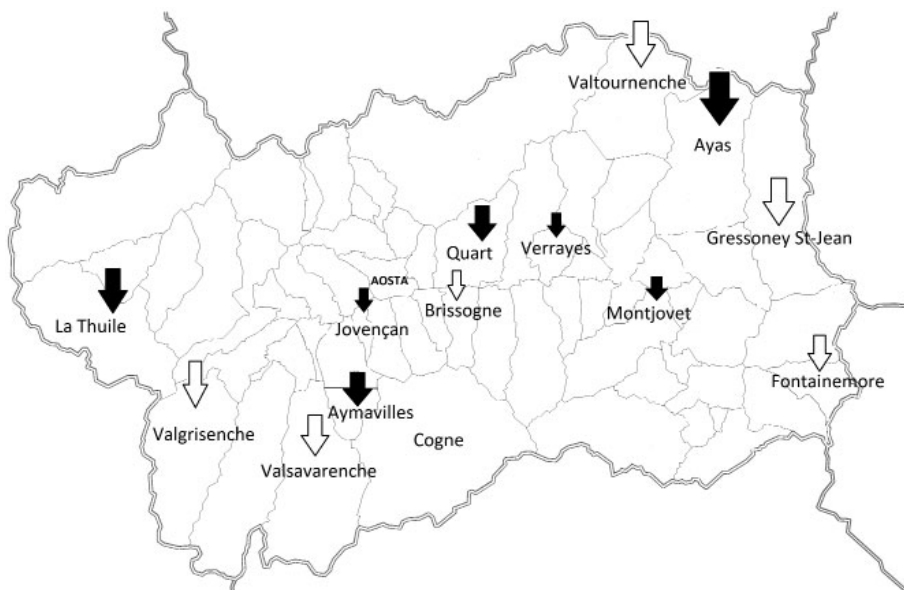 Valtournenche
Ayas
Gressoney St-Jean
Quart
Verrayes
AOSTA
La Thuile
Jovençan
Brissogne
Montjovet
Fontainemore
Aymavilles
Valgrisenche
Cogne
Valsavarenche